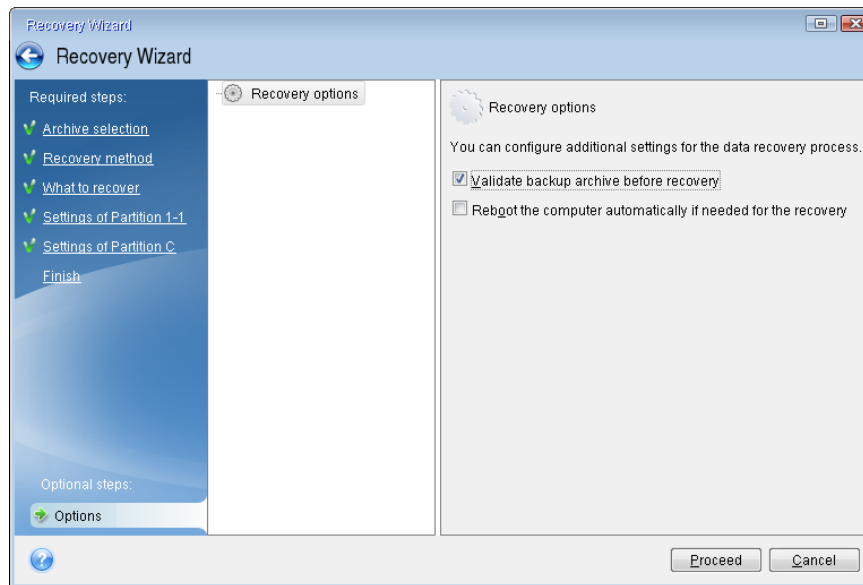 Recovery Wizard
Recovery Wizard
Required steps:
Archive selection
Recovery method
What to recover
Settings of Partition 1-1
Settings of Partition C
Finish
Optional steps:
Options
Recovery options
Recovery options
You can configure additional settings for the data recovery process.
Validate backup archive before recovery
Reboot the computer automatically if needed for the recovery
?
Proceed
Cancel